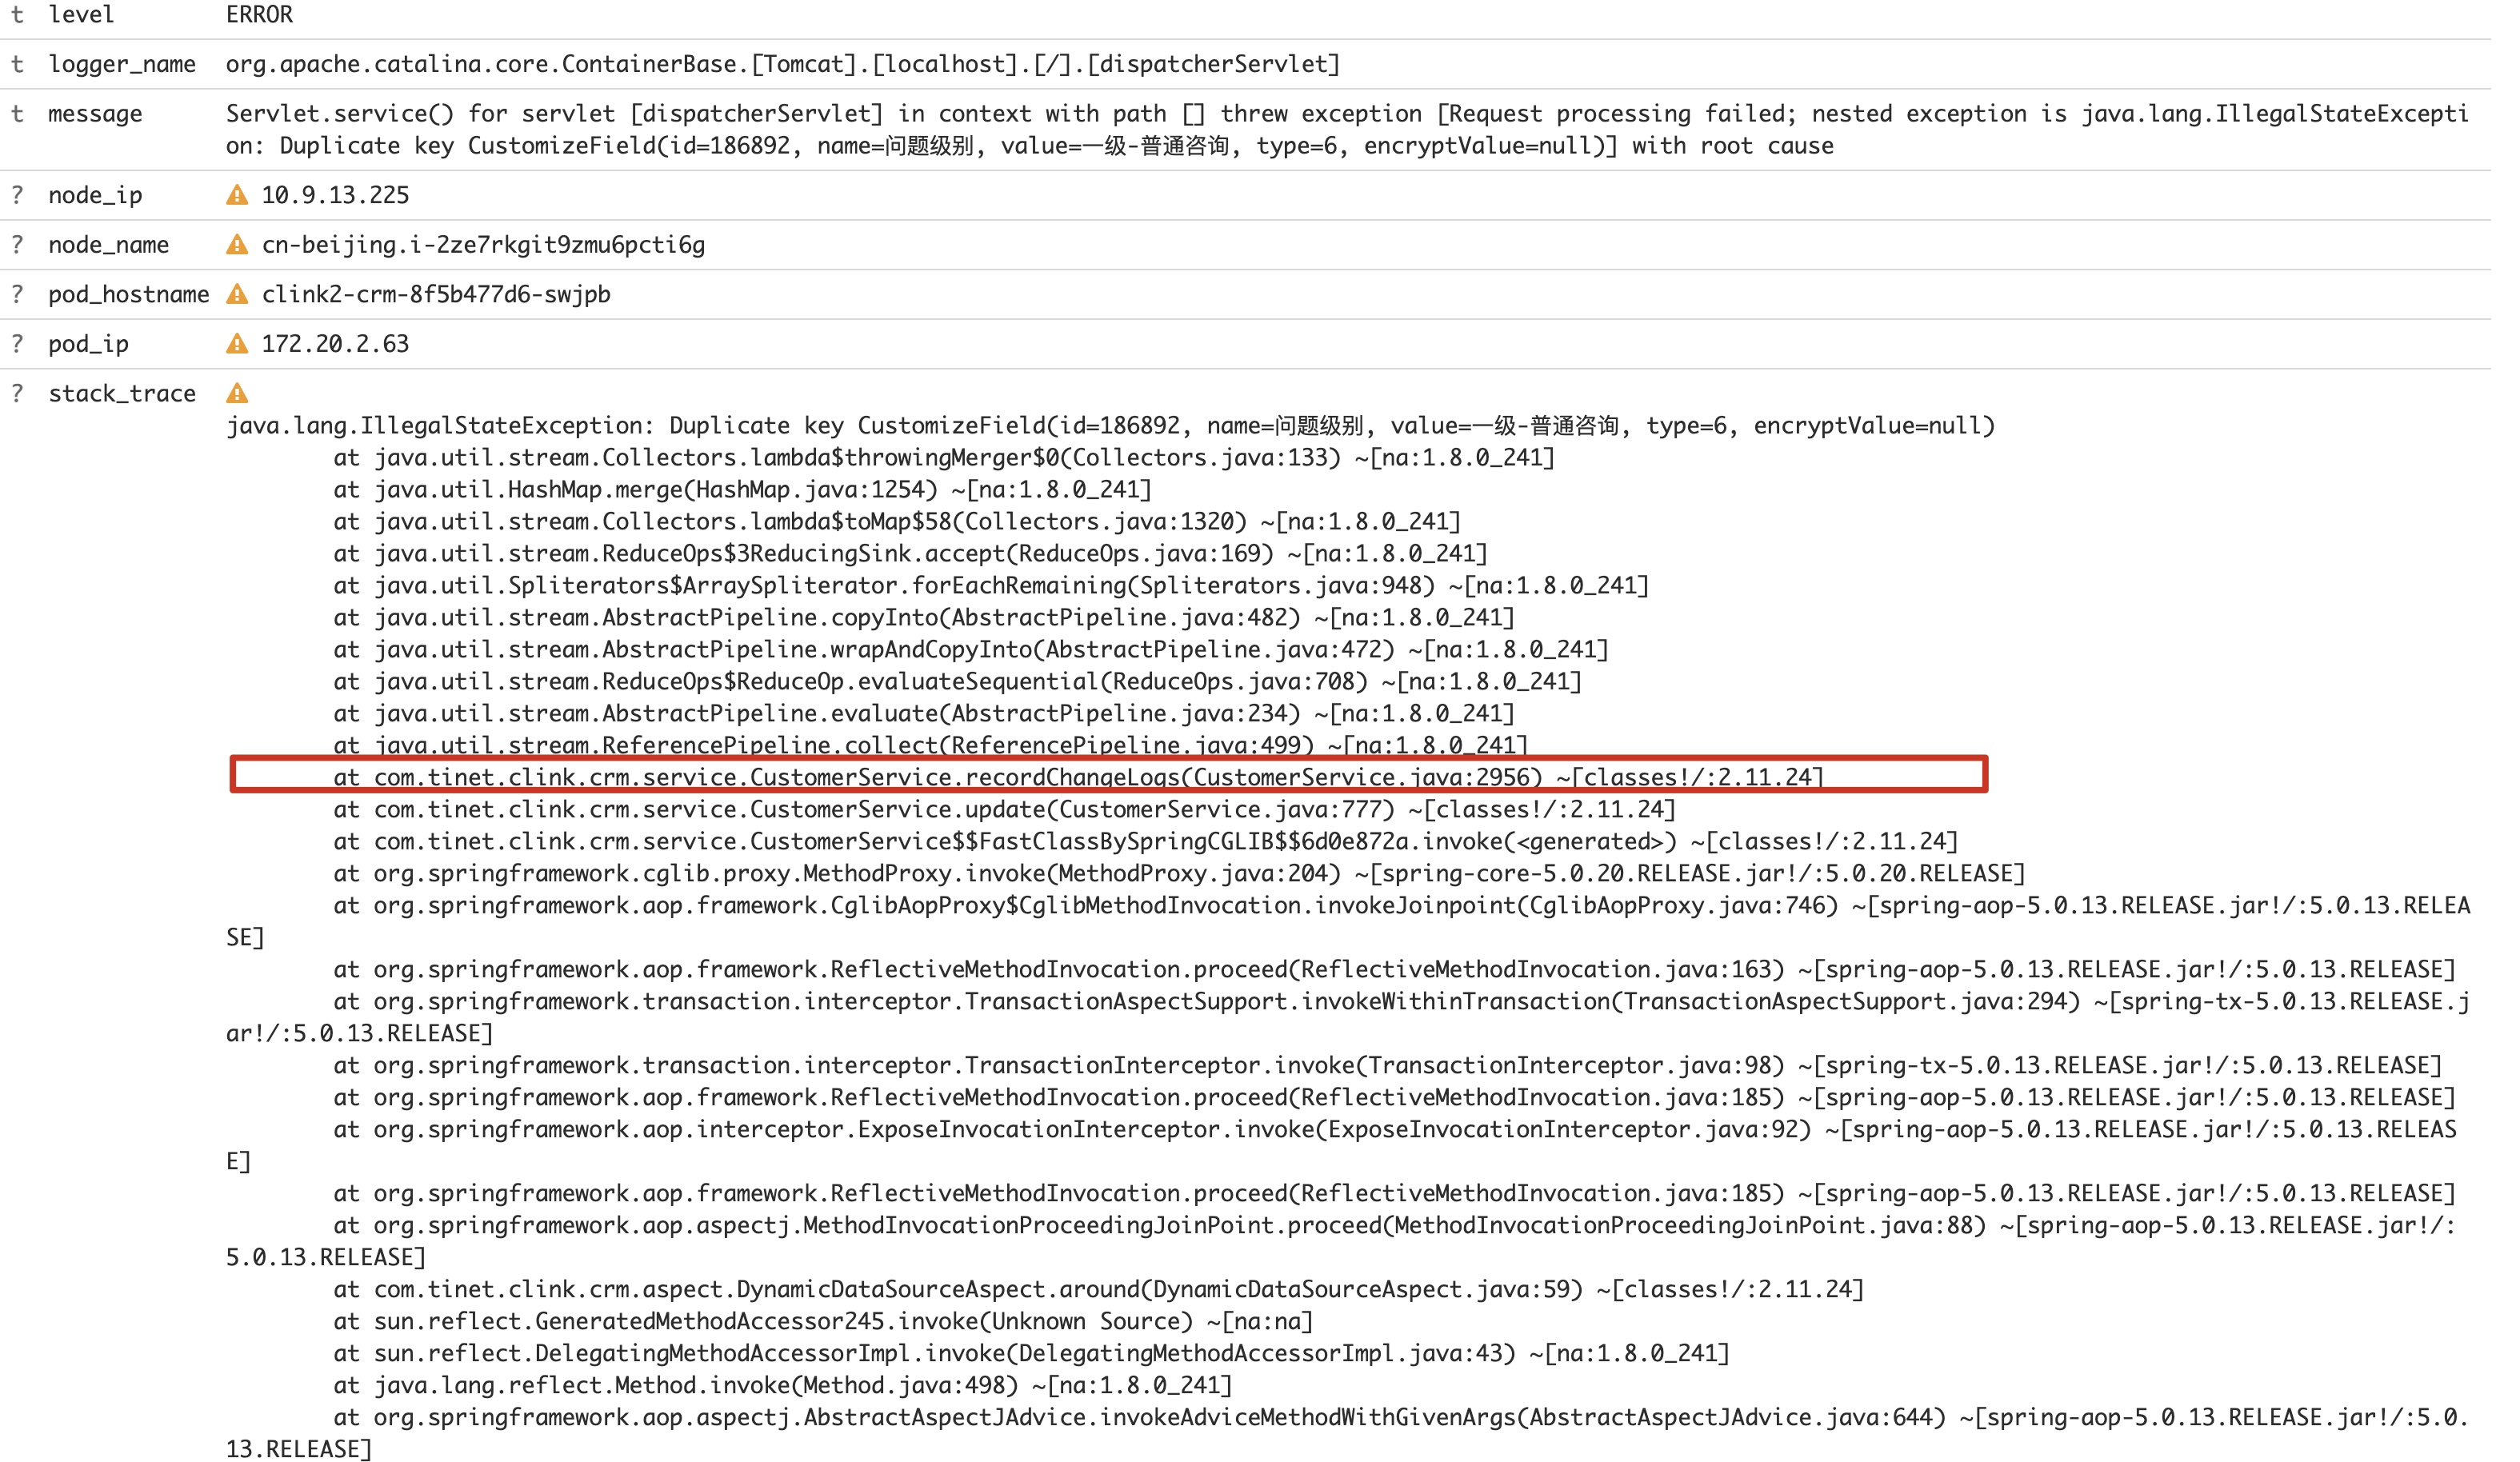 t level ERROR
t logger_name org.apache.catalina.core.ContainerBase.[Tomcat].[localhost].[/].[dispatcherServlet]
t message Servlet.service() for servlet [dispatcherServlet] in context with path [] threw exception [Request processing failed; nested exception is java.lang.IllegalStateExcepti
on: Duplicate key CustomizeField(id=186892, name=问题级别, value=一级-普通咨询, type=6, encryptValue=null)] with root cause
? node_ip 10.9.13.225
? node_name cn-beijing.i-2ze7rkgit9zmu6pcti6g
? pod_hostname clink2-crm-8f5b477d6-swjpb
? pod_ip 172.20.2.63
? stack_trace
java.lang.IllegalStateException: Duplicate key CustomizeField(id=186892, name=问题级别, value=一级-普通咨询, type=6, encryptValue=null)
at java.util.stream.Collectors.lambda$throwingMerger$0(Collectors.java:133) ~[na:1.8.0_241]
at java.util.HashMap.merge(HashMap.java:1254) ~[na:1.8.0_241]
at java.util.stream.Collectors.lambda$toMap$58(Collectors.java:1320) ~[na:1.8.0_241]
at java.util.stream.ReduceOps$3ReducingSink.accept(ReduceOps.java:169) ~[na:1.8.0_241]
at java.util.Spliterators$ArraySpliterator.forEachRemaining(Spliterators.java:948) ~[na:1.8.0_241]
at java.util.stream.AbstractPipeline.copyInto(AbstractPipeline.java:482) ~[na:1.8.0_241]
at java.util.stream.AbstractPipeline.wrapAndCopyInto(AbstractPipeline.java:472) ~[na:1.8.0_241]
at java.util.stream.ReduceOps$ReduceOp.evaluateSequential(ReduceOps.java:708) ~[na:1.8.0_241]
at java.util.stream.AbstractPipeline.evaluate(AbstractPipeline.java:234) ~[na:1.8.0_241]
at java.util.stream.ReferencePipeline.collect(ReferencePipeline.java:499) ~[na:1.8.0_241]
at com.tinet.clink.crm.service.CustomerService.recordChangeLogs(CustomerService.java:2956) ~[classes!/:2.11.24]
at com.tinet.clink.crm.service.CustomerService.update(CustomerService.java:777) ~[classes!/:2.11.24]
at com.tinet.clink.crm.service.CustomerService$$FastClassBySpringCGLIB$$6d0e872a.invoke(<generated>) ~[classes!/:2.11.24]
at org.springframework.cglib.proxy.MethodProxy.invoke(MethodProxy.java:204) ~[spring-core-5.0.20.RELEASE.jar!/:5.0.20.RELEASE]
at org.springframework.aop.framework.CglibAopProxy$CglibMethodInvocation.invokeJoinpoint(CglibAopProxy.java:746) ~[spring-aop-5.0.13.RELEASE.jar!/:5.0.13.RELEA
SE]
at org.springframework.aop.framework.ReflectiveMethodInvocation.proceed(ReflectiveMethodInvocation.java:163) ~[spring-aop-5.0.13.RELEASE.jar!/:5.0.13.RELEASE]
at org.springframework.transaction.interceptor.TransactionAspectSupport.invokeWithinTransaction(TransactionAspectSupport.java:294) ~[spring-tx-5.0.13.RELEASE.j
ar!/:5.0.13.RELEASE]
at org.springframework.transaction.interceptor.TransactionInterceptor.invoke(TransactionInterceptor.java:98) ~[spring-tx-5.0.13.RELEASE.jar!/:5.0.13.RELEASE]
at org.springframework.aop.framework.ReflectiveMethodInvocation.proceed(ReflectiveMethodInvocation.java:185) ~[spring-aop-5.0.13.RELEASE.jar!/:5.0.13.RELEASE]
at org.springframework.aop.interceptor.ExposeInvocationInterceptor.invoke(ExposeInvocationInterceptor.java:92) ~[spring-aop-5.0.13.RELEASE.jar!/:5.0.13.RELEAS
E]
at org.springframework.aop.framework.ReflectiveMethodInvocation.proceed(ReflectiveMethodInvocation.java:185) ~[spring-aop-5.0.13.RELEASE.jar!/:5.0.13.RELEASE]
at org.springframework.aop.aspectj.MethodInvocationProceedingJoinPoint.proceed(MethodInvocationProceedingJoinPoint.java:88) ~[spring-aop-5.0.13.RELEASE.jar!/:
5.0.13.RELEASE]
at com.tinet.clink.crm.aspect.DynamicDataSourceAspect.around(DynamicDataSourceAspect.java:59) ~[classes!/:2.11.24]
at sun.reflect.GeneratedMethodAccessor245.invoke(Unknown Source) ~[na:na]
at sun.reflect.DelegatingMethodAccessorImpl.invoke(DelegatingMethodAccessorImpl.java:43) ~[na:1.8.0_241]
at java.lang.reflect.Method.invoke(Method.java:498) ~[na:1.8.0_241]
at org.springframework.aop.aspectj.AbstractAspectJAdvice.invokeAdviceMethodWithGivenArgs(AbstractAspectJAdvice.java:644) ~[spring-aop-5.0.13.RELEASE.jar!/:5.0.
13.RELEASE]